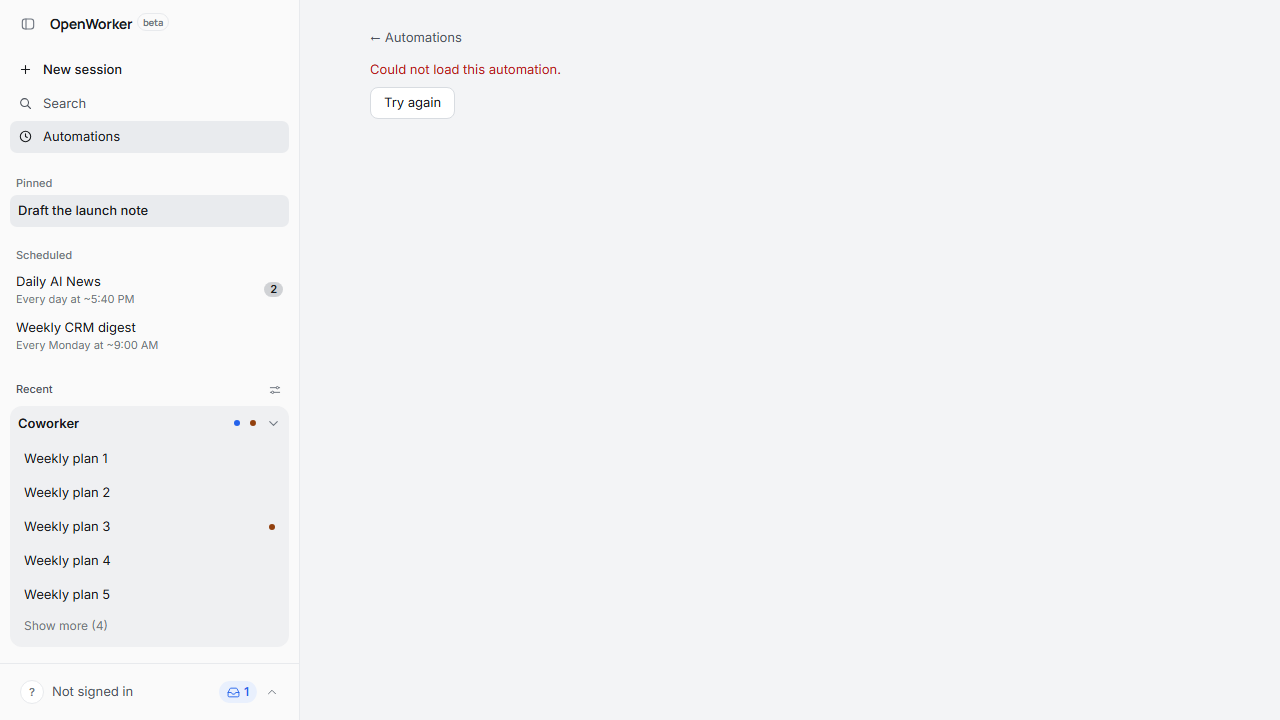 OpenWorker beta
New session
Search
Automations
Pinned
Draft the launch note
Scheduled
Daily AI News
Every day at ~5:40 PM
2
Weekly CRM digest
Every Monday at ~9:00 AM
Recent
Coworker
Weekly plan 1
Weekly plan 2
Weekly plan 3
Weekly plan 4
Weekly plan 5
Show more (4)
? Not signed in 1
← Automations
Could not load this automation.
Try again